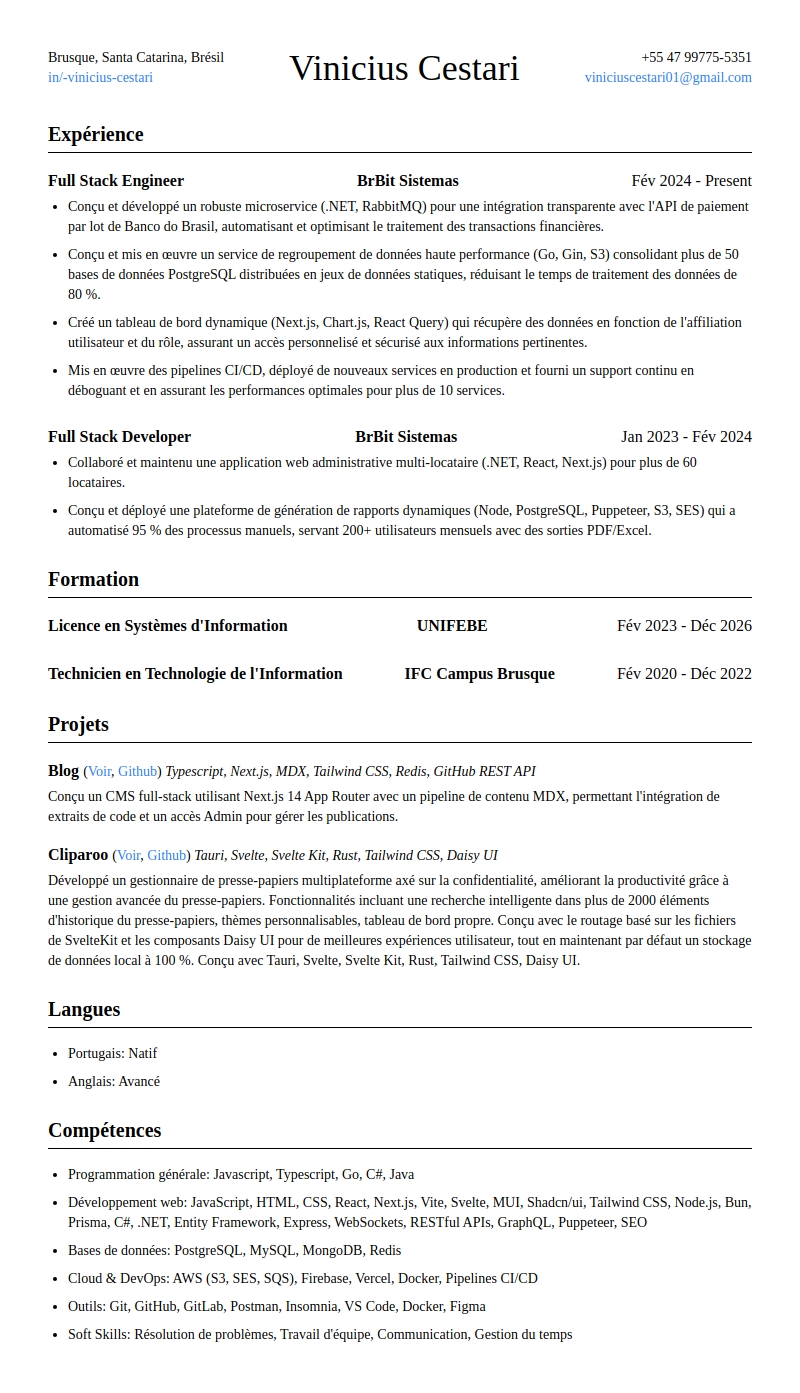 Brusque, Santa Catarina, Brésil
in/-vinicius-cestari
Vinicius Cestari
+55 47 99775-5351
viniciuscestari01@gmail.com
Expérience
Full Stack Engineer BrBit Sistemas Fév 2024 - Present
• Conçu et développé un robuste microservice (.NET, RabbitMQ) pour une intégration transparente avec l'API de paiement
par lot de Banco do Brasil, automatisant et optimisant le traitement des transactions financières.
• Conçu et mis en œuvre un service de regroupement de données haute performance (Go, Gin, S3) consolidant plus de 50
bases de données PostgreSQL distribuées en jeux de données statiques, réduisant le temps de traitement des données de
80 %.
• Créé un tableau de bord dynamique (Next.js, Chart.js, React Query) qui récupère des données en fonction de l'affiliation
utilisateur et du rôle, assurant un accès personnelisé et sécurisé aux informations pertinentes.
• Mis en œuvre des pipelines CI/CD, déployé de nouveaux services en production et fourni un support continu en
déboguant et en assurant les performances optimales pour plus de 10 services.
Full Stack Developer BrBit Sistemas Jan 2023 - Fév 2024
• Collaboré et maintenu une application web administrative multi-locataire (.NET, React, Next.js) pour plus de 60
locataires.
• Conçu et déployé une plateforme de génération de rapports dynamiques (Node, PostgreSQL, Puppeteer, S3, SES) qui a
automatisé 95 % des processus manuels, servant 200+ utilisateurs mensuels avec des sorties PDF/Excel.
Formation
Licence en Systèmes d'Information UNIFEBE Fév 2023 - Déc 2026
Technicien en Technologie de l'Information IFC Campus Brusque Fév 2020 - Déc 2022
Projets
Blog (Voir, Github) Typescript, Next.js, MDX, Tailwind CSS, Redis, GitHub REST API
Conçu un CMS full-stack utilisant Next.js 14 App Router avec un pipeline de contenu MDX, permettant l'intégration de
extraits de code et un accès Admin pour gérer les publications.
Cliparoo (Voir, Github) Tauri, Svelte, Svelte Kit, Rust, Tailwind CSS, Daisy UI
Développé un gestionnaire de presse-papiers multiplateforme axé sur la confidentialité, améliorant la productivité grâce à
une gestion avancée du presse-papiers. Fonctionnalités incluant une recherche intelligente dans plus de 2000 éléments
d'historique du presse-papiers, thèmes personnalisables, tableau de bord propre. Conçu avec le routage basé sur les fichiers
de SvelteKit et les composants Daisy UI pour de meilleures expériences utilisateur, tout en maintenant par défaut un stockage
de données local à 100 %. Conçu avec Tauri, Svelte, Svelte Kit, Rust, Tailwind CSS, Daisy UI.
Langues
• Portugais: Natif
• Anglais: Avancé
Compétences
• Programmation générale: Javascript, Typescript, Go, C#, Java
• Développement web: JavaScript, HTML, CSS, React, Next.js, Vite, Svelte, MUI, Shadcn/ui, Tailwind CSS, Node.js, Bun,
Prisma, C#, .NET, Entity Framework, Express, WebSockets, RESTful APIs, GraphQL, Puppeteer, SEO
• Bases de données: PostgreSQL, MySQL, MongoDB, Redis
• Cloud & DevOps: AWS (S3, SES, SQS), Firebase, Vercel, Docker, Pipelines CI/CD
• Outils: Git, GitHub, GitLab, Postman, Insomnia, VS Code, Docker, Figma
• Soft Skills: Résolution de problèmes, Travail d'équipe, Communication, Gestion du temps